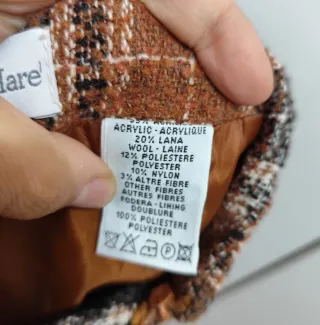 ACRYLIC - ACRYLIQUE
20% LANA
WOOL - LAINE
12% POLIESTERE
POLYESTER
10% NYLON
3% ALTRE FIBRE
OTHER FIBRES
AUTRES FIBRES
FODERA - LINING
DOUBLURE
100% POLIESTERE
POLYESTER